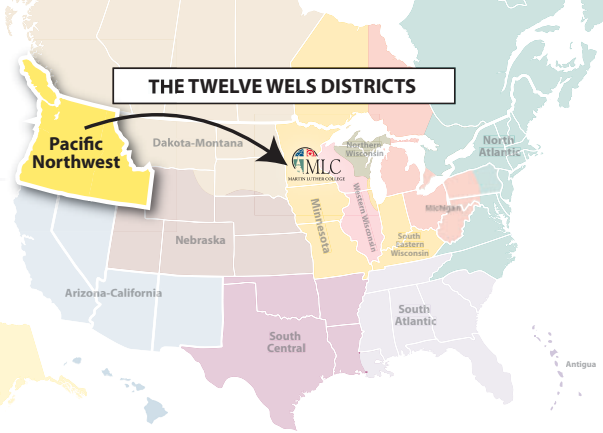 THE TWELVE WELS DISTRICTS
Pacific
Northwest
Dakota-Montana
MLC
MARTIN LUTHER COLLEGE
Northern
Wisconsin
North
Atlantic
Minnesota
Western Wisconsin
Michigan
Nebraska
South
Eastern
Wisconsin
Arizona-California
South
Central
South
Atlantic
Antigua